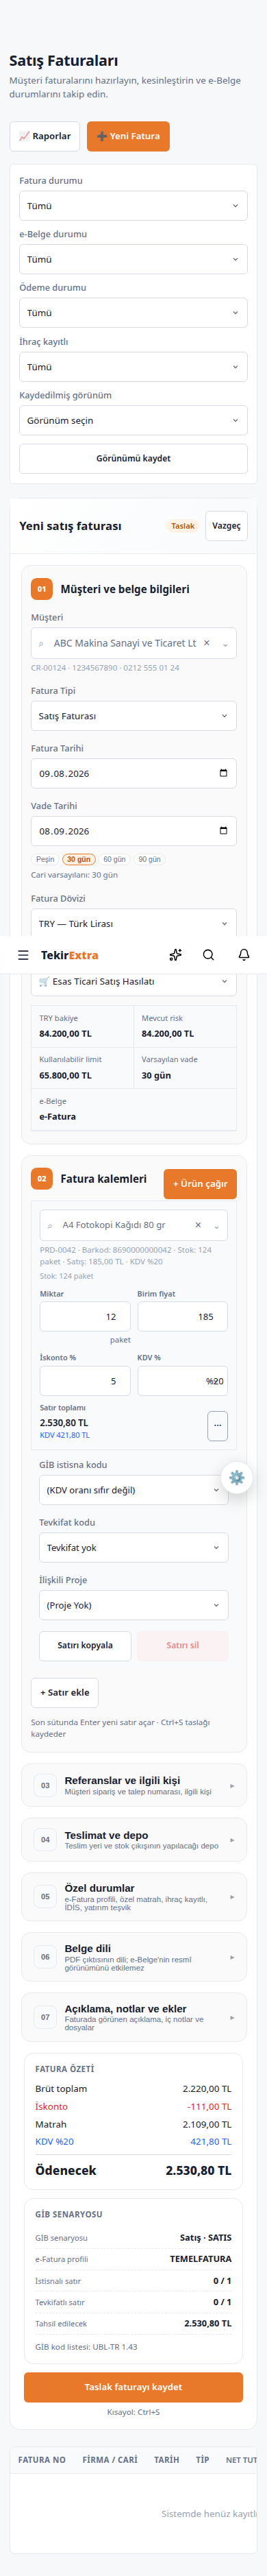 Satış Faturaları
Müşteri faturalarını hazırlayın, kesinleştirin ve e-Belge
durumlarını takip edin.
📈 Raporlar
➕ Yeni Fatura
Fatura durumu
Tümü
e-Belge durumu
Tümü
Ödeme durumu
Tümü
İhraç kayıtlı
Tümü
Kaydedilmiş görünüm
Görünüm seçin
Görünümü kaydet
Yeni satış faturası
Taslak
Vazgeç
01 Müşteri ve belge bilgileri
Müşteri
ABC Makina Sanayi ve Ticaret Lt ×
CR-00124 · 1234567890 · 0212 555 01 24
Fatura Tipi
Satış Faturası
Fatura Tarihi
09.08.2026
Vade Tarihi
08.09.2026
Peşin 30 gün 60 gün 90 gün
Cari varsayılanı: 30 gün
Fatura Dövizi
TRY — Türk Lirası
TekirExtra
🛒 Esas Ticari Satış Hasılatı
TRY bakiye
84.200,00 TL
Mevcut risk
84.200,00 TL
Kullanılabilir limit
65.800,00 TL
Varsayılan vade
30 gün
e-Belge
e-Fatura
02 Fatura kalemleri
+ Ürün çağır
A4 Fotokopi Kağıdı 80 gr ×
PRD-0042 · Barkod: 8690000000042 · Stok: 124
paket · Satış: 185,00 TL · KDV %20
Stok: 124 paket
Miktar
12
paket
Birim fiyat
185
İskonto %
5
KDV %
%20
Satır toplamı
2.530,80 TL
KDV 421,80 TL
...
GİB istisna kodu
(KDV oranı sıfır değil)
Tevkifat kodu
Tevkifat yok
İlişkili Proje
(Proje Yok)
Satırı kopyala
Satırı sil
+ Satır ekle
Son sütunda Enter yeni satır açar · Ctrl+S taslağı
kaydeder
03 Referanslar ve ilgili kişi
Müşteri sipariş ve talep numarası, ilgili kişi
04 Teslimat ve depo
Teslim yeri ve stok çıkışının yapılacağı depo
05 Özel durumlar
e-Fatura profili, özel matrah, ihraç kayıtlı,
İDİS, yatırım teşvik
06 Belge dili
PDF çıktısının dili; e-Belge'nin resmî
görünümünü etkilemez
07 Açıklama, notlar ve ekler
Faturada görünen açıklama, iç notlar ve
dosyalar
FATURA ÖZETİ
Brüt toplam 2.220,00 TL
İskonto -111,00 TL
Matrah 2.109,00 TL
KDV %20 421,80 TL
Ödenecek 2.530,80 TL
GİB SENARYOSU
GİB senaryosu Satış · SATIS
e-Fatura profili TEMELFATURA
İstisnalı satır 0 / 1
Tevkifatlı satır 0 / 1
Tahsil edilecek 2.530,80 TL
GİB kod listesi: UBL-TR 1.43
Taslak faturayı kaydet
Kısayol: Ctrl+S
FATURA NO FİRMA / CARİ TARİH TİP NET TUT
Sistemde henüz kayıtlı